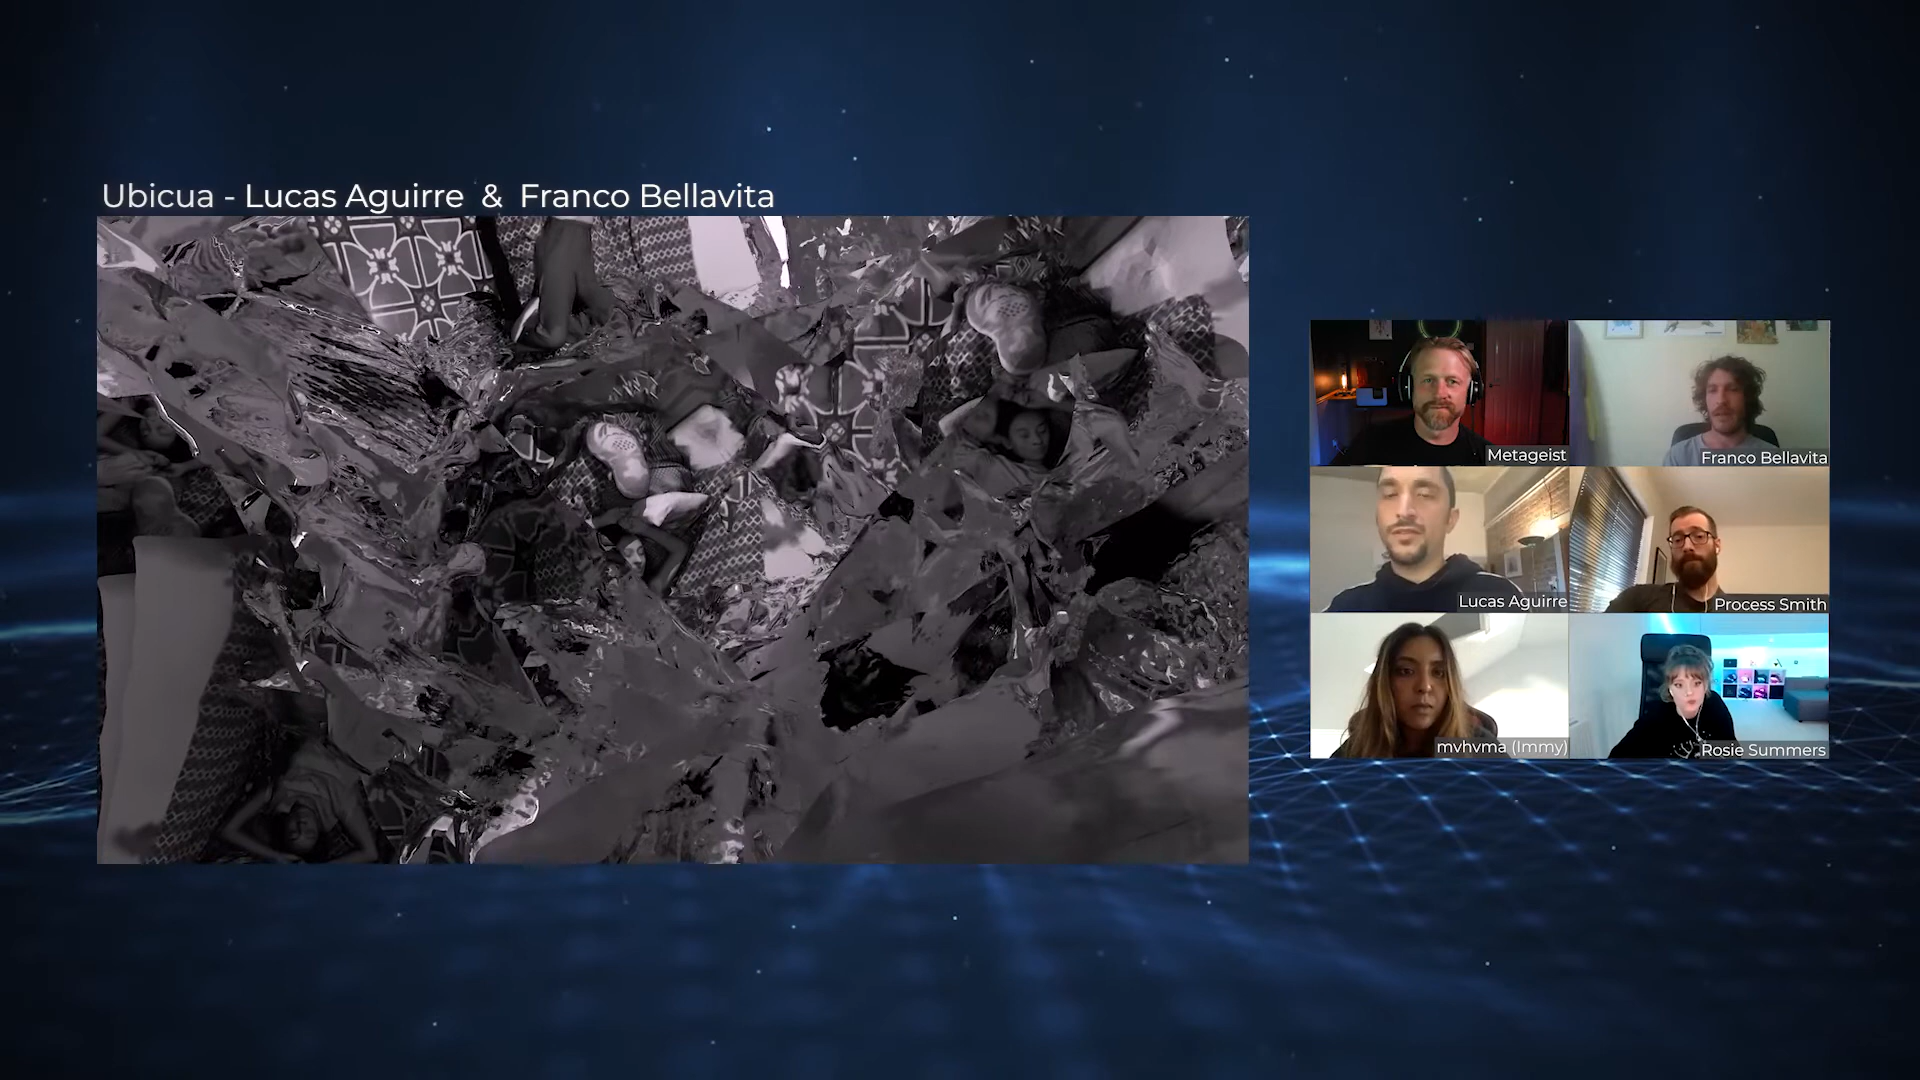 Ubicua - Lucas Aguirre & Franco Bellavita
Metageist
Franco Bellavita
Lucas Aguirre
Process Smith
mvhvma (Immy)
Rosie Summers